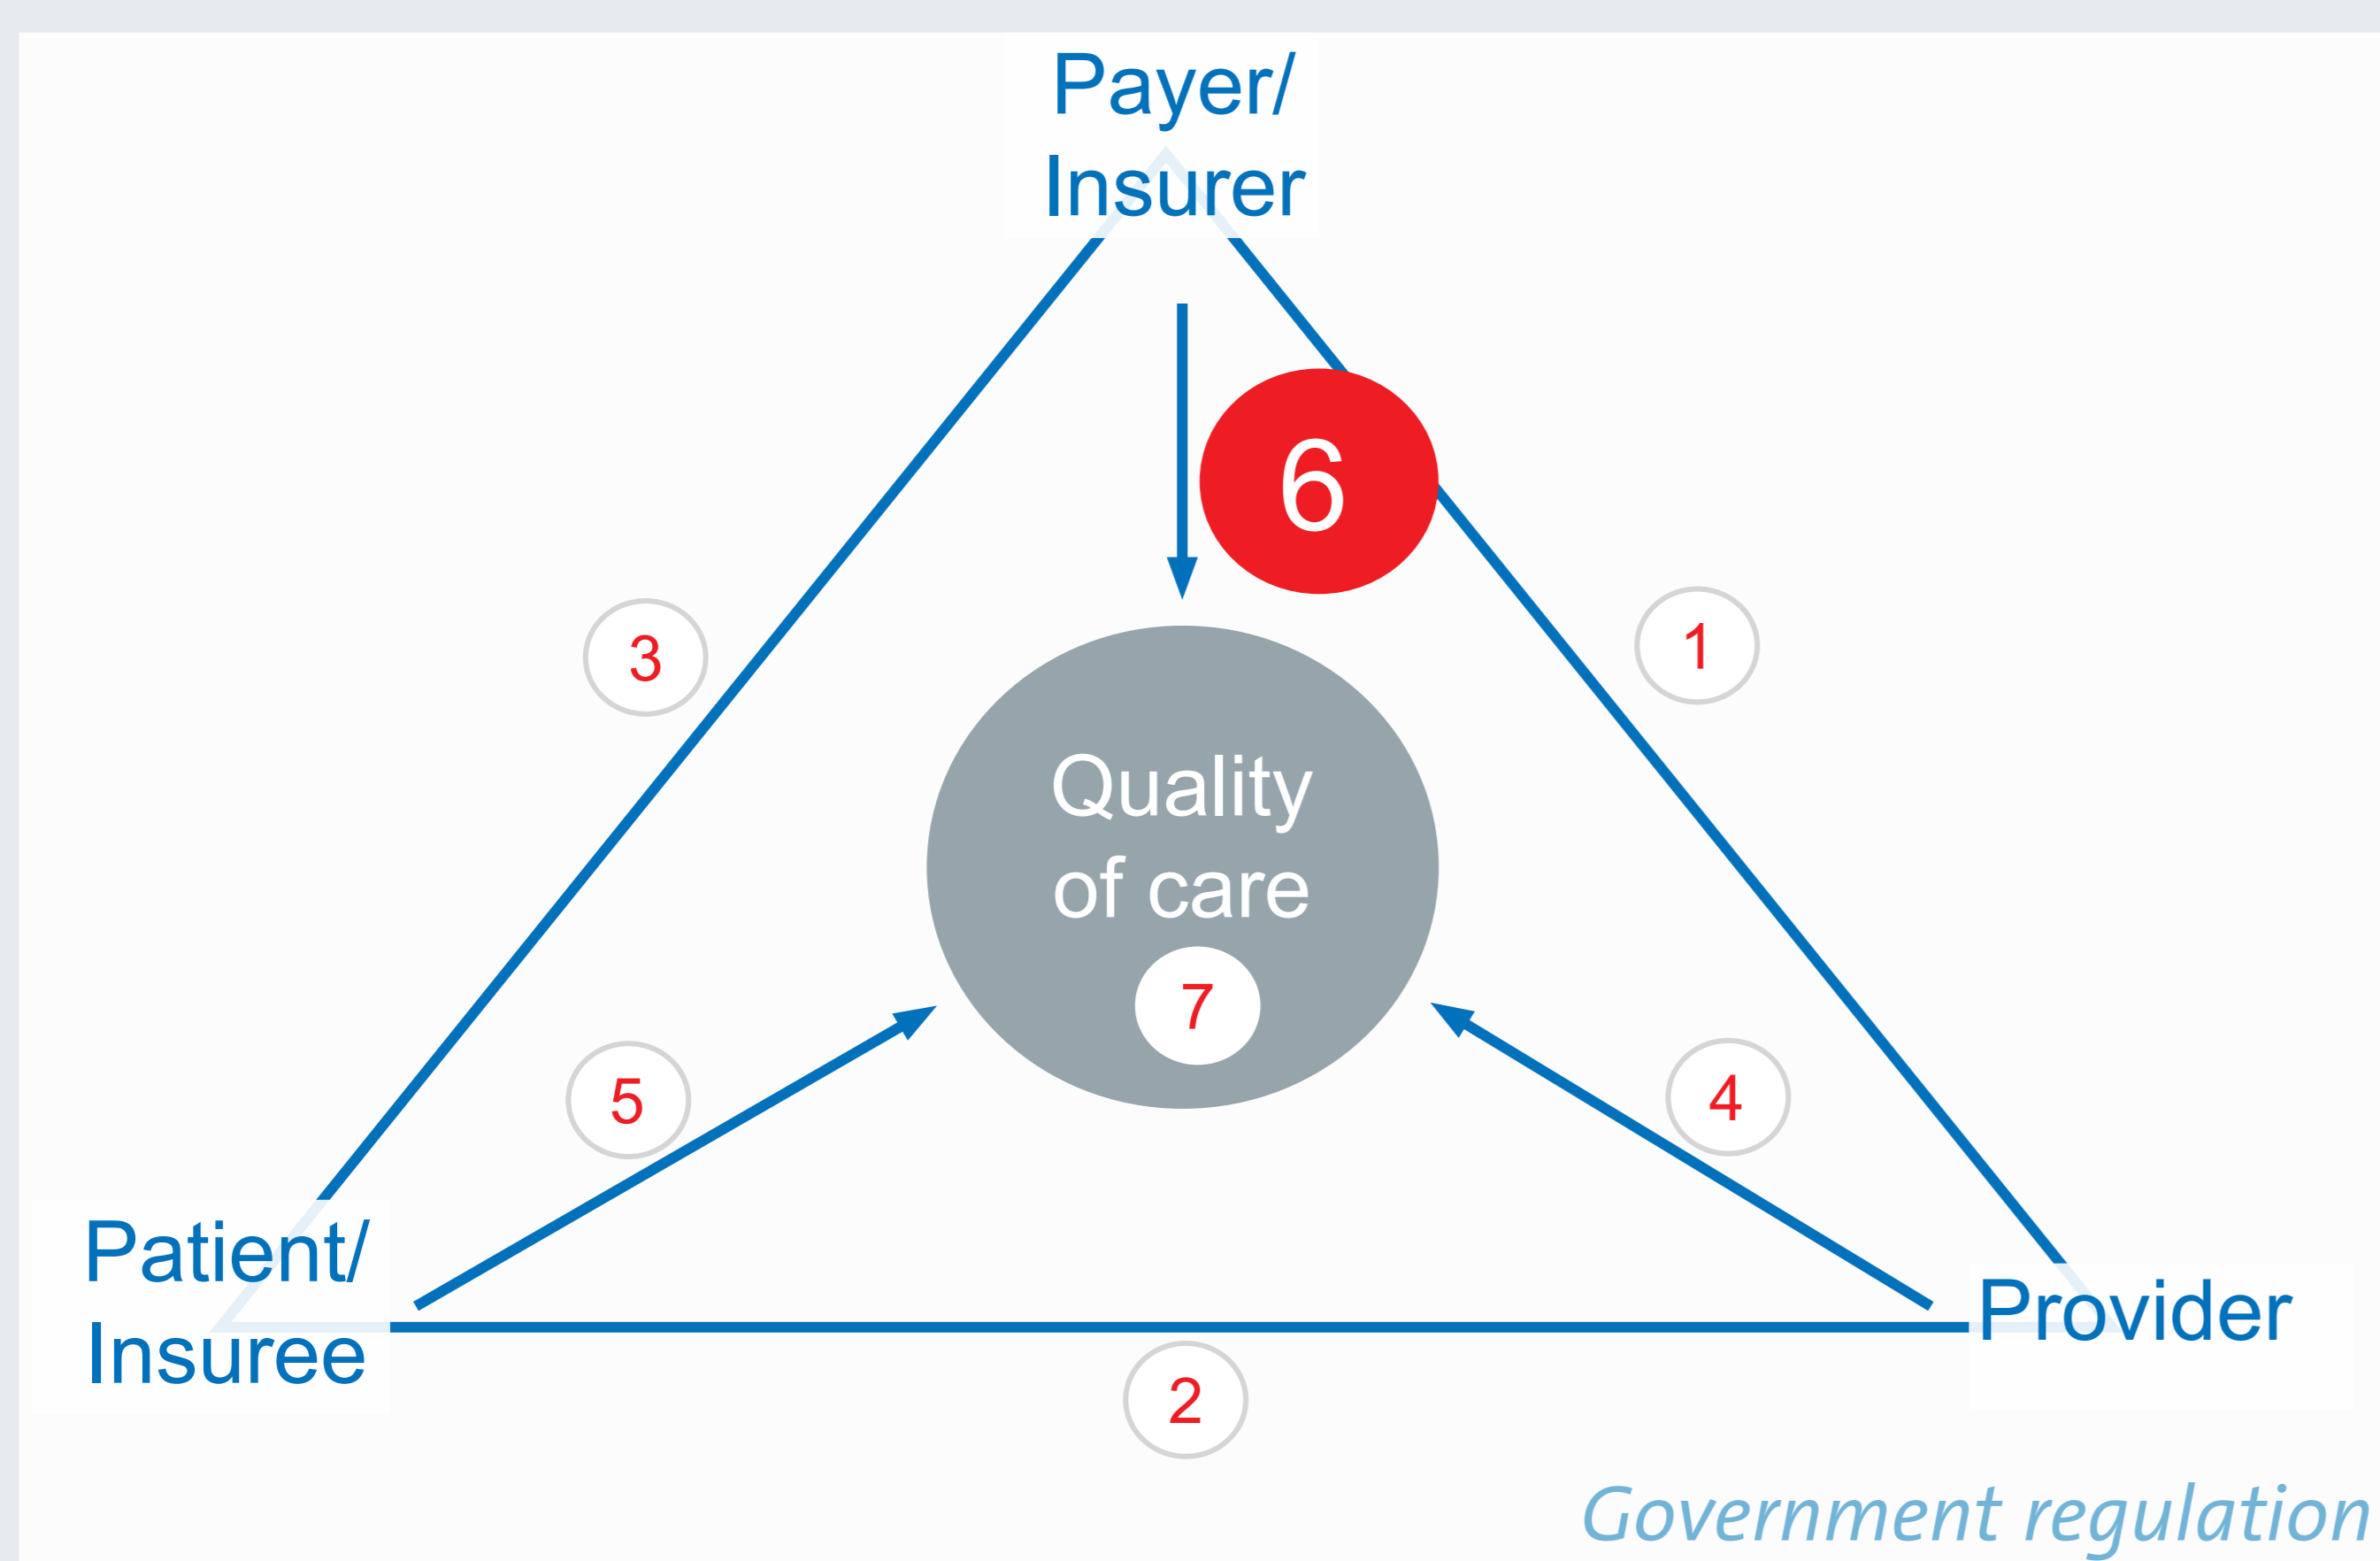 Payer/
Insurer
6
3
1
Quality
of care
7
5
4
Patient/
Insuree
Provider
2
Government regulation